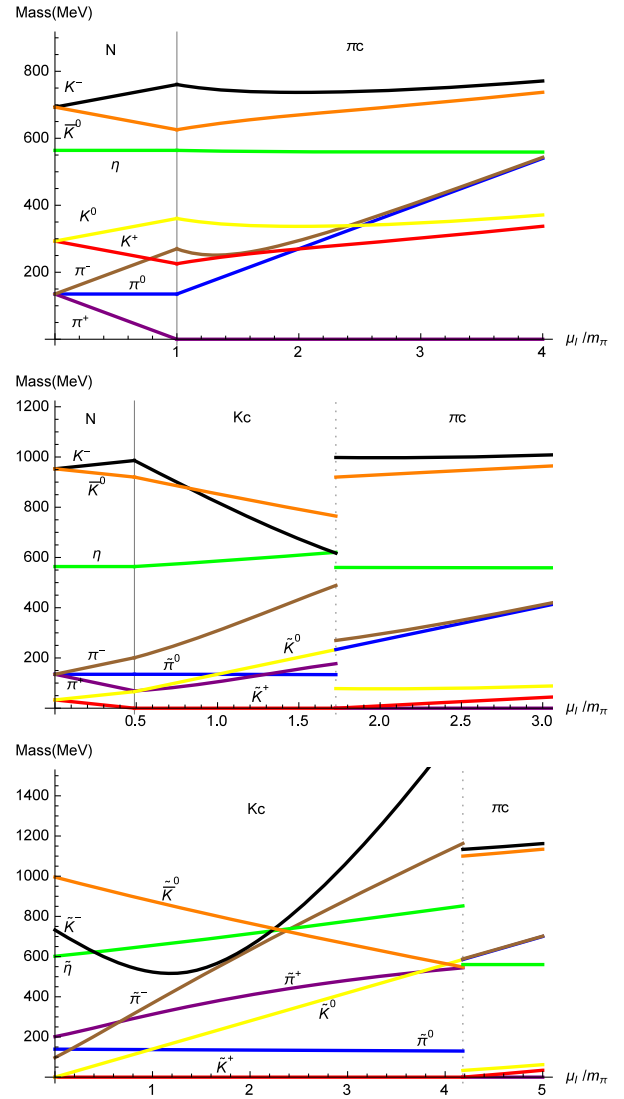 Mass(MeV)
N πc
800
K⁻
K̅⁰
600
η
400
K⁰
K⁺
200
π⁻ π⁰
π⁺
0
1 2 3 4 μ_I /m_π
Mass(MeV)
1200
N Kc πc
1000
K⁻
K̅⁰
800
600
η
400
K̃⁰
200
π⁻ π̃⁰
π⁺ K̃⁺
0
0.5 1.0 1.5 2.0 2.5 3.0 μ_I /m_π
Mass(MeV)
1400
Kc πc
1200
1000
K̅̃⁰
800
K̃⁻
600
η̃
400
π̃⁺
π̃⁻ K̃⁰
200
π̃⁰
K̃⁺
0
1 2 3 4 5 μ_I /m_π